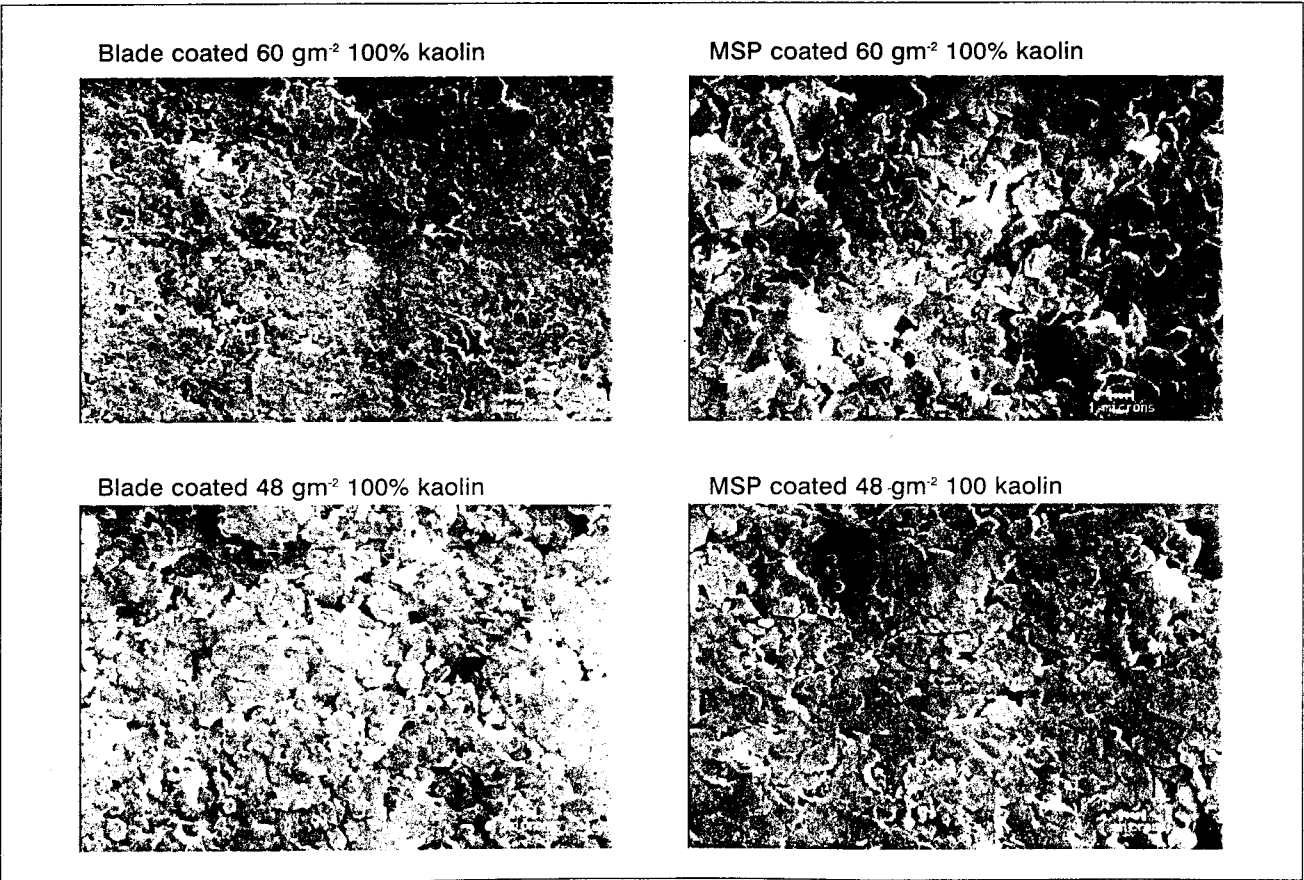 Blade coated 60 gm⁻² 100% kaolin
MSP coated 60 gm⁻² 100% kaolin
1 microns
Blade coated 48 gm⁻² 100% kaolin
MSP coated 48 gm⁻² 100 kaolin